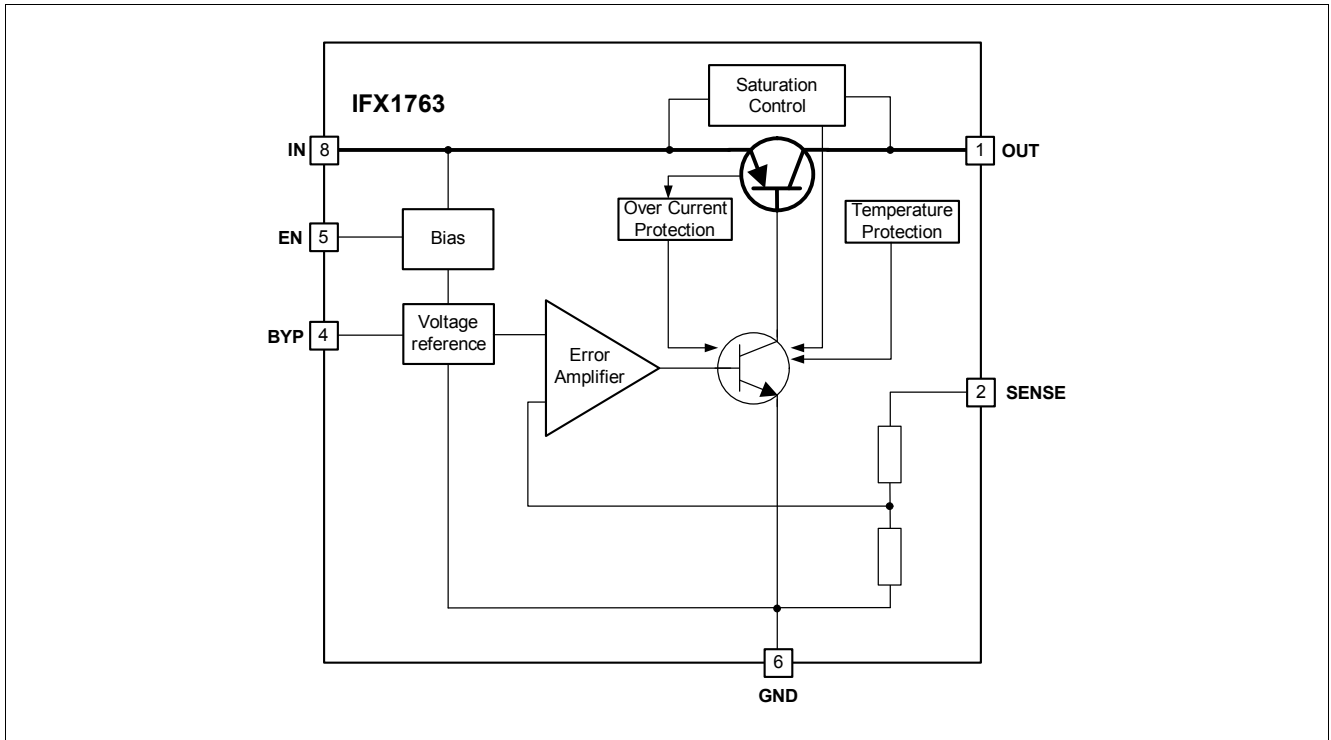 IFX1763
Saturation
Control
IN 8
1 OUT
Over Current
Protection
Temperature
Protection
EN 5
Bias
BYP 4
Voltage
reference
Error
Amplifier
2 SENSE
6
GND